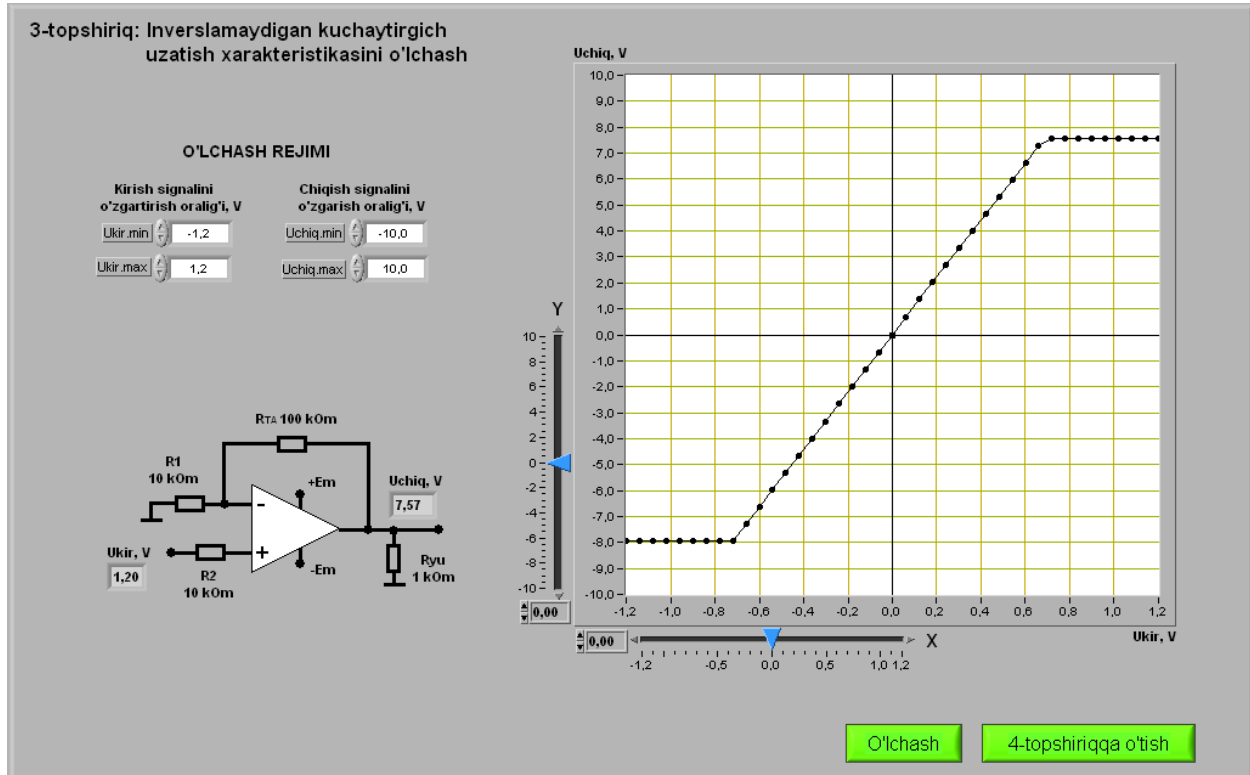 3-topshiriq: Inverslamaydigan kuchaytirgich
uzatish xarakteristikasini o'lchash
O'LCHASH REJIMI
Kirish signalini
o'zgartirish oralig'i, V
Ukir.min
-1,2
Ukir.max
1,2
Chiqish signalini
o'zgarish oralig'i, V
Uchiq.min
-10,0
Uchiq.max
10,0
RTA 100 kOm
R1
10 kOm
+Em
-
+
-Em
Uchiq, V
7,57
Ukir, V
1,20
R2
10 kOm
Ryu
1 kOm
Y
10
8
6
4
2
0
-2
-4
-6
-8
-10
0,00
Uchiq, V
10,0
9,0
8,0
7,0
6,0
5,0
4,0
3,0
2,0
1,0
0,0
-1,0
-2,0
-3,0
-4,0
-5,0
-6,0
-7,0
-8,0
-9,0
-10,0
-1,2 -1,0 -0,8 -0,6 -0,4 -0,2 0,0 0,2 0,4 0,6 0,8 1,0 1,2
Ukir, V
0,00
X
-1,2 -0,5 0,0 0,5 1,0 1,2
O'lchash
4-topshiriqqa o'tish